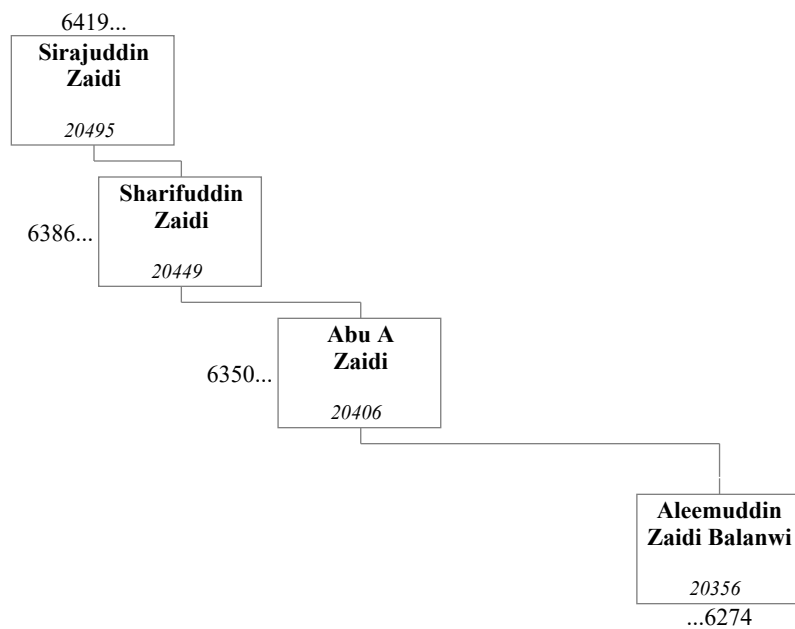 6419...
Sirajuddin
Zaidi
20495
Sharifuddin
Zaidi
6386...
20449
Abu A
Zaidi
6350...
20406
Aleemuddin
Zaidi Balanwi
20356
...6274